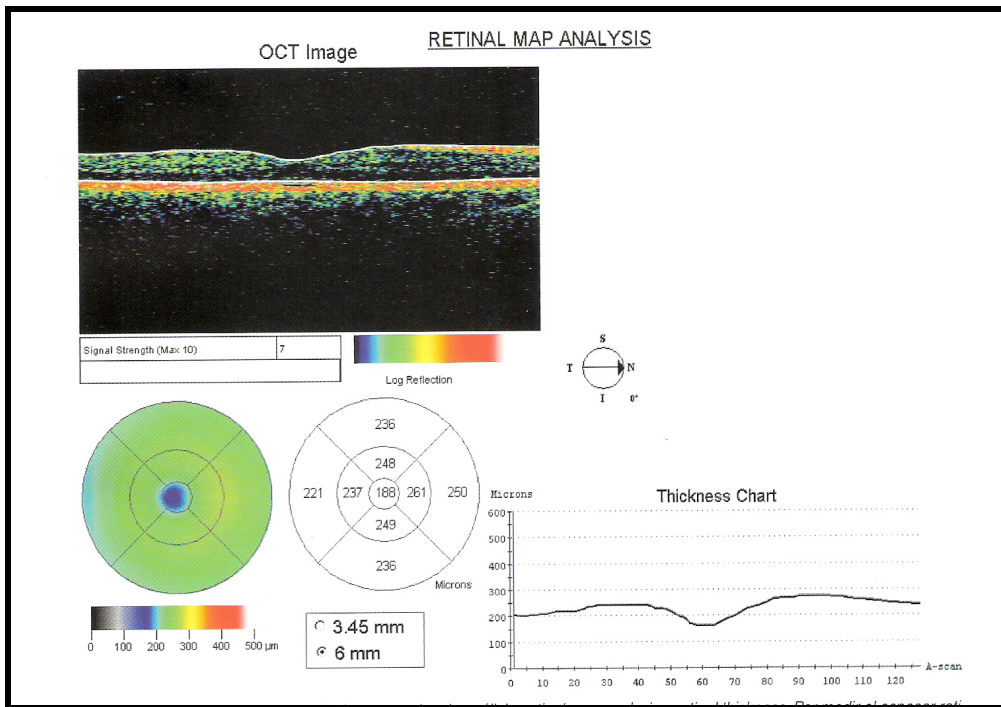 RETINAL MAP ANALYSIS
OCT Image
Signal Strength (Max 10) 7
Log Reflection
S
T N
I 0°
236
248
221 237 188 261 250
249
236
Microns
0 100 200 300 400 500 µm
3.45 mm
6 mm
Thickness Chart
Microns
600
500
400
300
200
100
0
0 10 20 30 40 50 60 70 80 90 100 110 120
A-scan